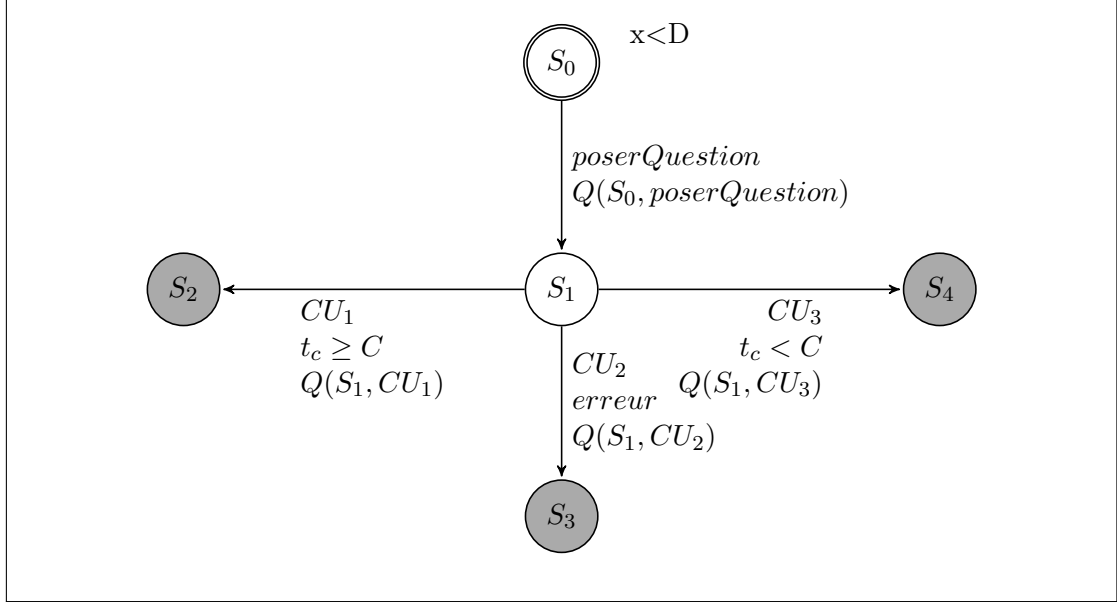 S₀
x<D
poserQuestion
Q(S₀, poserQuestion)
S₂
S₁
S₄
CU₁
t_c ≥ C
Q(S₁, CU₁)
CU₂
erreur
Q(S₁, CU₂)
CU₃
t_c < C
Q(S₁, CU₃)
S₃